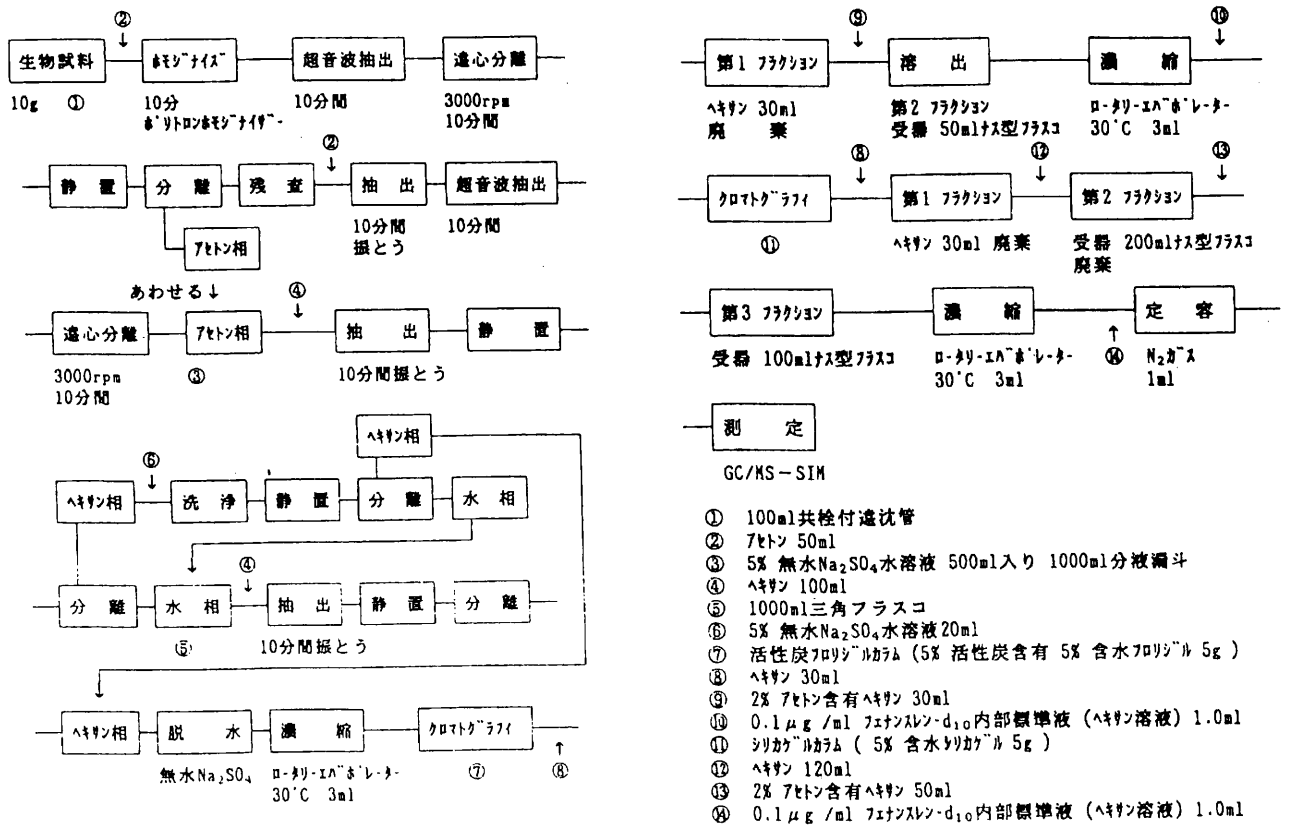 ②
生物試料 ホモジナイズ 超音波抽出 遠心分離
10g ① 10分 10分間 3000rpm
ポリトロンホモジナイザー 10分間
②
静置 分離 残査 抽出 超音波抽出
10分間 10分間
振とう
アセトン相
あわせる↓ ④
遠心分離 アセトン相 抽出 静置
3000rpm ③ 10分間振とう
10分間
ヘキサン相
⑥
ヘキサン相 洗浄 静置 分離 水相
④
分離 水相 抽出 静置 分離
⑤ 10分間振とう
ヘキサン相 脱水 濃縮 クロマトグラフィ
無水Na₂SO₄ ロータリーエバポレーター ⑦ ⑧
30°C 3ml
⑨ ⑩
第1 フラクション 溶出 濃縮
ヘキサン 30ml 第2 フラクション ロータリーエバポレーター
廃棄 受器 50mlナス型フラスコ 30°C 3ml
⑧ ⑫ ⑬
クロマトグラフィ 第1 フラクション 第2 フラクション
⑪ ヘキサン 30ml 廃棄 受器 200mlナス型フラスコ
廃棄
第3 フラクション 濃縮 定容
受器 100mlナス型フラスコ ロータリーエバポレーター ⑭ N₂ガス
30°C 3ml 1ml
測定
GC/MS-SIM
① 100ml共栓付遠沈管
② アセトン 50ml
③ 5% 無水Na₂SO₄水溶液 500ml入り 1000ml分液漏斗
④ ヘキサン 100ml
⑤ 1000ml三角フラスコ
⑥ 5% 無水Na₂SO₄水溶液20ml
⑦ 活性炭フロリジルカラム (5% 活性炭含有 5% 含水フロリジル 5g )
⑧ ヘキサン 30ml
⑨ 2% アセトン含有ヘキサン 30ml
⑩ 0.1μg /ml フェナンスレン-d₁₀内部標準液 (ヘキサン溶液) 1.0ml
⑪ シリカゲルカラム ( 5% 含水シリカゲル 5g )
⑫ ヘキサン 120ml
⑬ 2% アセトン含有ヘキサン 50ml
⑭ 0.1μg /ml フェナンスレン-d₁₀内部標準液 (ヘキサン溶液) 1.0ml